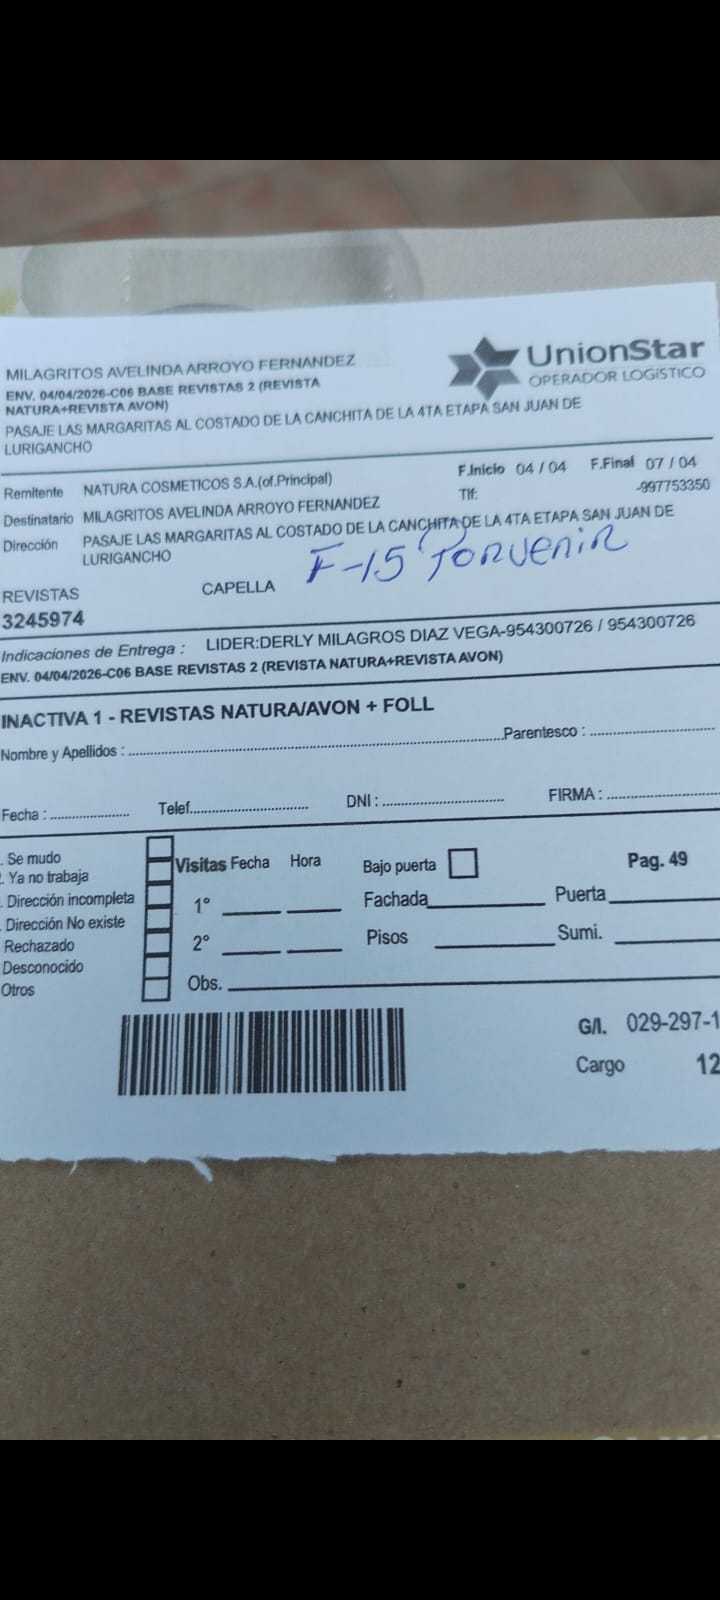 MILAGRITOS AVELINDA ARROYO FERNANDEZ
ENV. 04/04/2026-C06 BASE REVISTAS 2 (REVISTA
NATURA+REVISTA AVON)
PASAJE LAS MARGARITAS AL COSTADO DE LA CANCHITA DE LA 4TA ETAPA SAN JUAN DE
LURIGANCHO
UnionStar
OPERADOR LOGÍSTICO
Remitente NATURA COSMETICOS S.A.(of.Principal) F.Inicio 04 / 04 F.Final 07 / 04
Destinatario MILAGRITOS AVELINDA ARROYO FERNANDEZ Tlf: -997753350
Dirección PASAJE LAS MARGARITAS AL COSTADO DE LA CANCHITA DE LA 4TA ETAPA SAN JUAN DE
LURIGANCHO
F-15 Porvenir
REVISTAS CAPELLA
3245974
Indicaciones de Entrega : LIDER:DERLY MILAGROS DIAZ VEGA-954300726 / 954300726
ENV. 04/04/2026-C06 BASE REVISTAS 2 (REVISTA NATURA+REVISTA AVON)
INACTIVA 1 - REVISTAS NATURA/AVON + FOLL
Nombre y Apellidos : Parentesco :
Fecha : Telef. DNI : FIRMA :
. Se mudo
. Ya no trabaja
. Dirección incompleta
. Dirección No existe
Rechazado
Desconocido
Otros
Visitas Fecha Hora
1°
2°
Obs.
Bajo puerta Pag. 49
Fachada Puerta
Pisos Sumi.
G/I. 029-297-1
Cargo 12